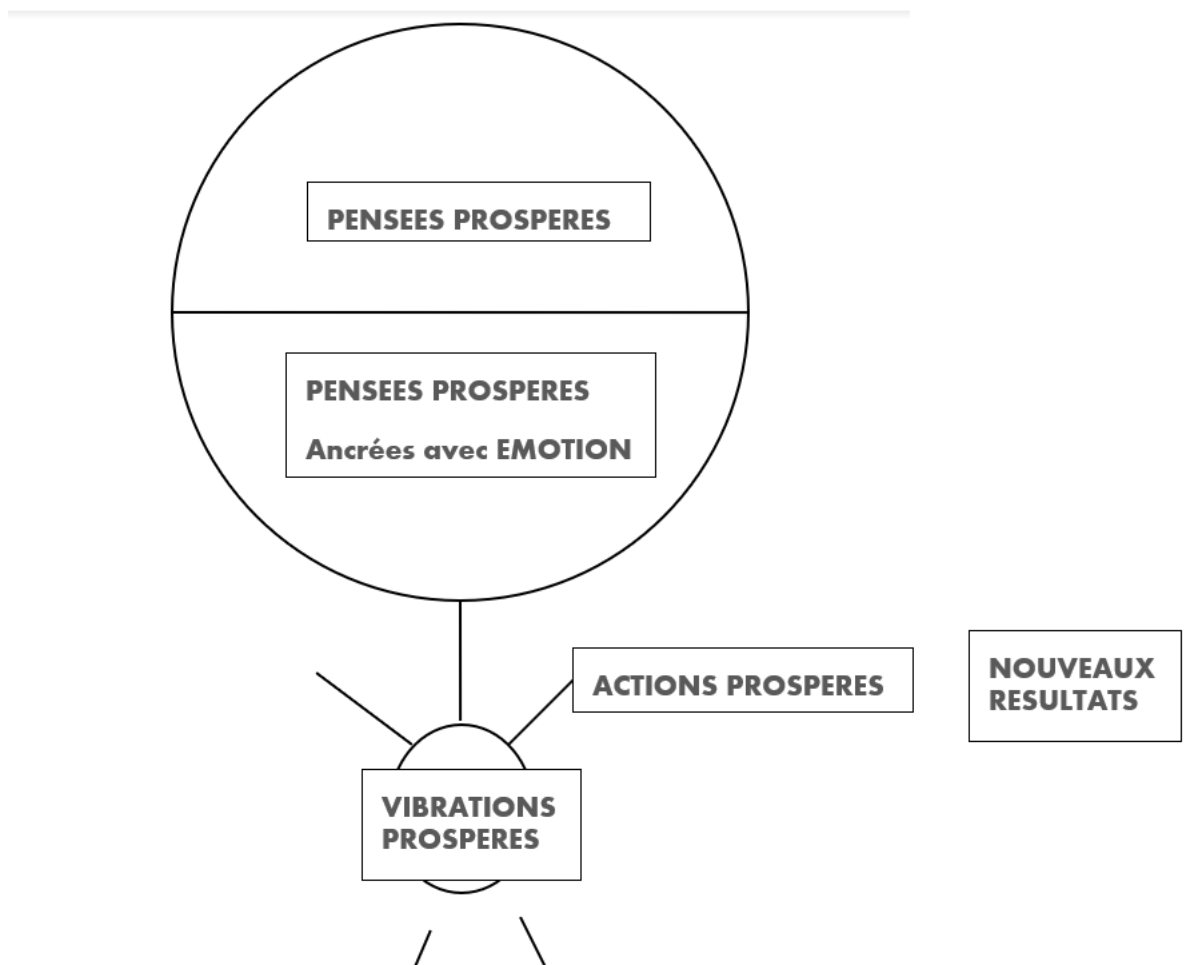 PENSEES PROSPERES
PENSEES PROSPERES
Ancrées avec EMOTION
ACTIONS PROSPERES
NOUVEAUX
RESULTATS
VIBRATIONS
PROSPERES